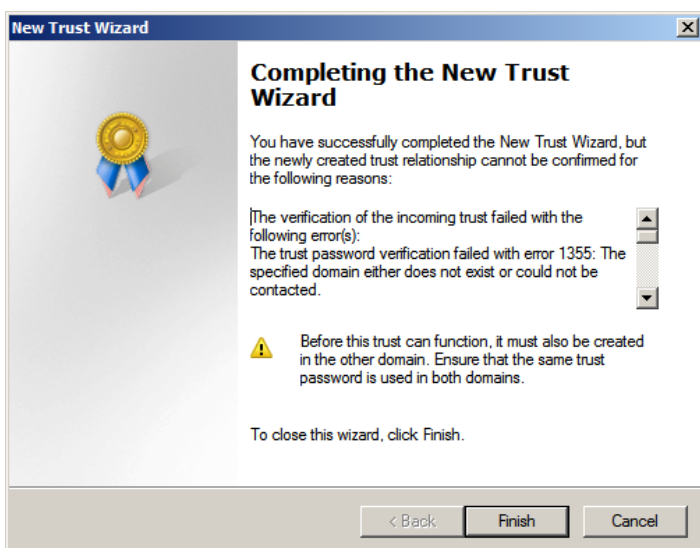 New Trust Wizard
Completing the New Trust
Wizard
You have successfully completed the New Trust Wizard, but
the newly created trust relationship cannot be confirmed for
the following reasons:
The verification of the incoming trust failed with the
following error(s):
The trust password verification failed with error 1355: The
specified domain either does not exist or could not be
contacted.
Before this trust can function, it must also be created
in the other domain. Ensure that the same trust
password is used in both domains.
To close this wizard, click Finish.
< Back
Finish
Cancel